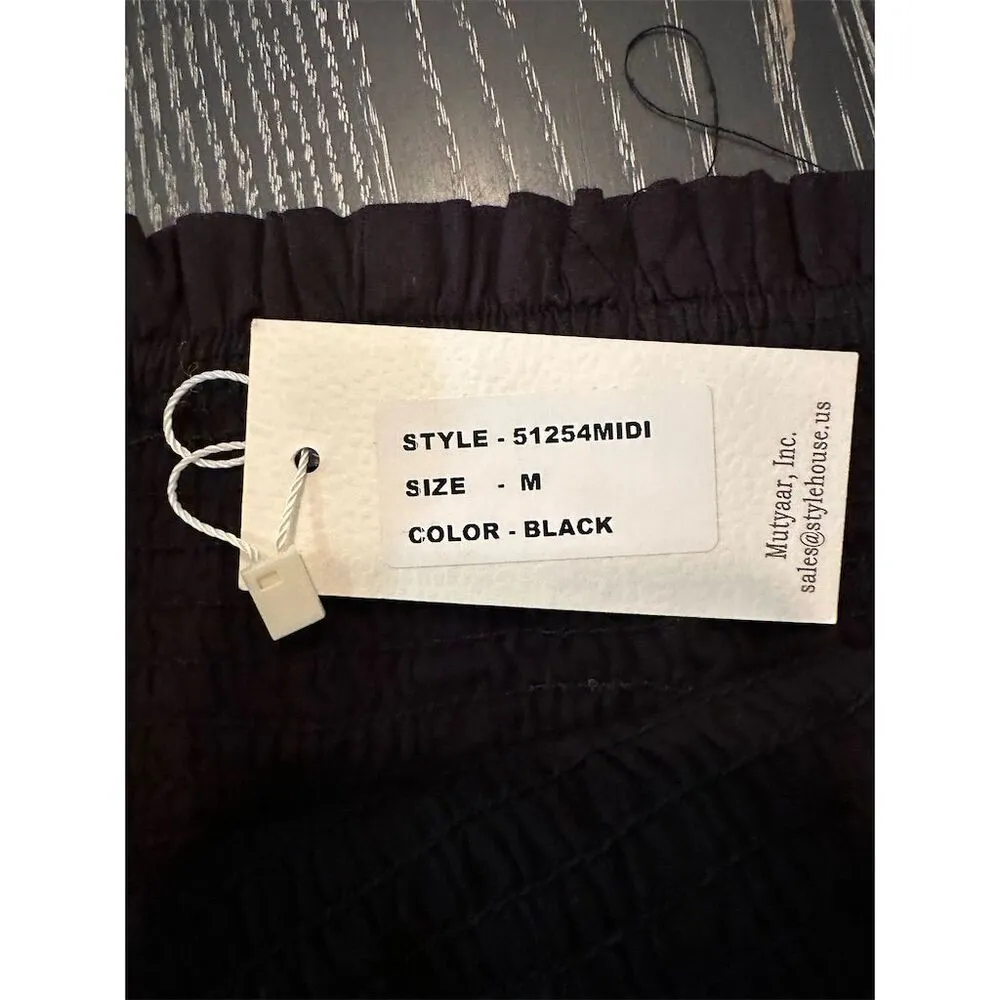 STYLE - 51254MIDI
SIZE - M
COLOR - BLACK
Mutyaar, Inc.
sales@stylehouse.us